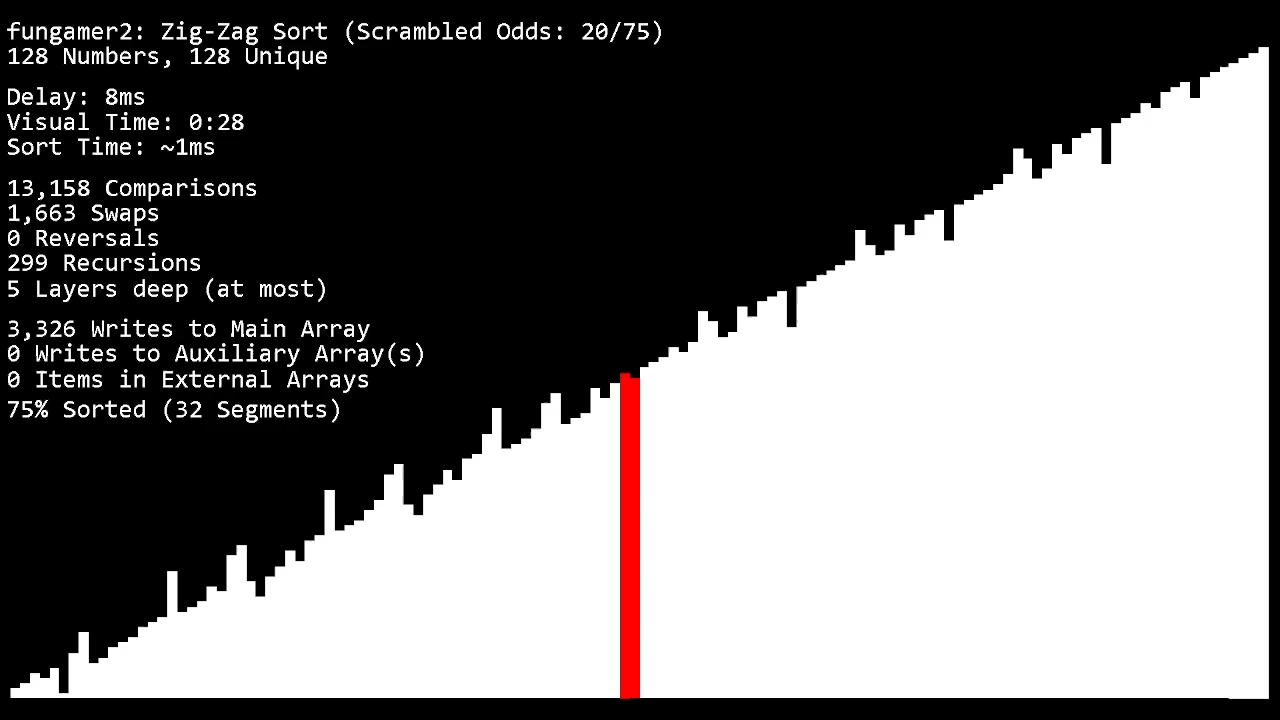 fungamer2: Zig-Zag Sort (Scrambled Odds: 20/75)
128 Numbers, 128 Unique
Delay: 8ms
Visual Time: 0:28
Sort Time: ~1ms
13,158 Comparisons
1,663 Swaps
0 Reversals
299 Recursions
5 Layers deep (at most)
3,326 Writes to Main Array
0 Writes to Auxiliary Array(s)
0 Items in External Arrays
75% Sorted (32 Segments)